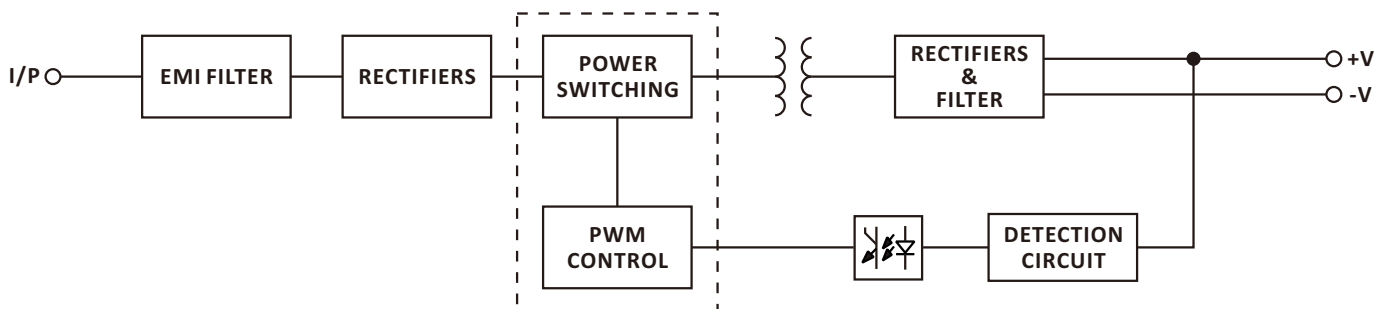 I/P
EMI FILTER
RECTIFIERS
POWER
SWITCHING
RECTIFIERS
&
FILTER
+V
-V
PWM
CONTROL
DETECTION
CIRCUIT